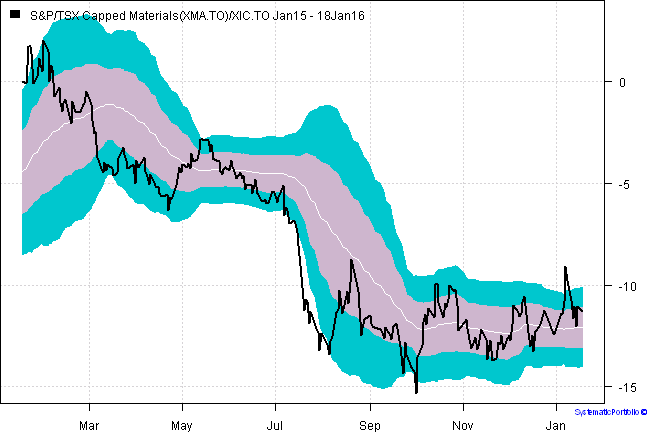 S&P/TSX Capped Materials(XMA.TO)/XIC.TO Jan15 - 18Jan16
0
-5
-10
-15
SystematicPortfolio ©
Mar May Jul Sep Nov Jan